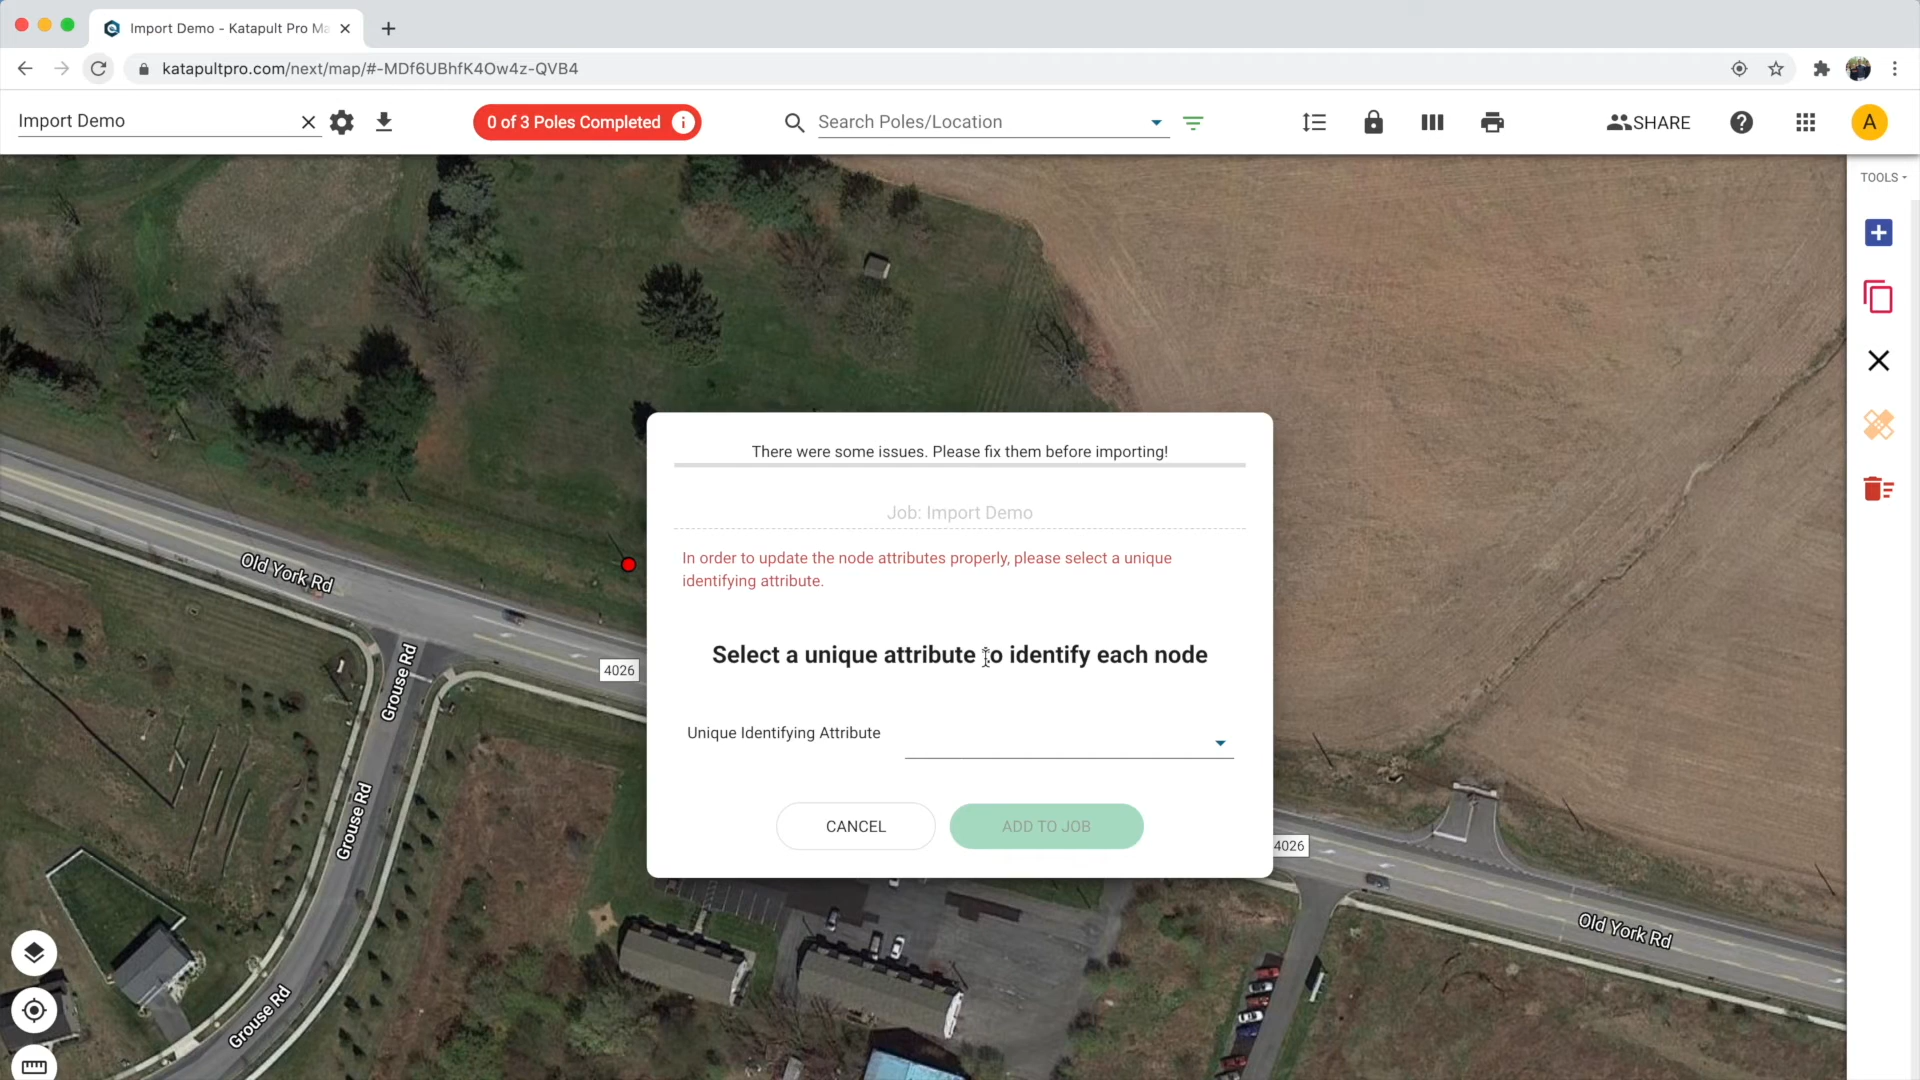 Import Demo - Katapult Pro Ma
katapultpro.com/next/map/#-MDf6UBhfK4Ow4z-QVB4
Import Demo
0 of 3 Poles Completed
Search Poles/Location
SHARE
A
TOOLS
There were some issues. Please fix them before importing!
Job: Import Demo
In order to update the node attributes properly, please select a unique
identifying attribute.
Select a unique attribute to identify each node
Unique Identifying Attribute
CANCEL
ADD TO JOB
Old York Rd
Grouse Rd
4026
Grouse Rd
4026
Old York Rd
Grouse Rd